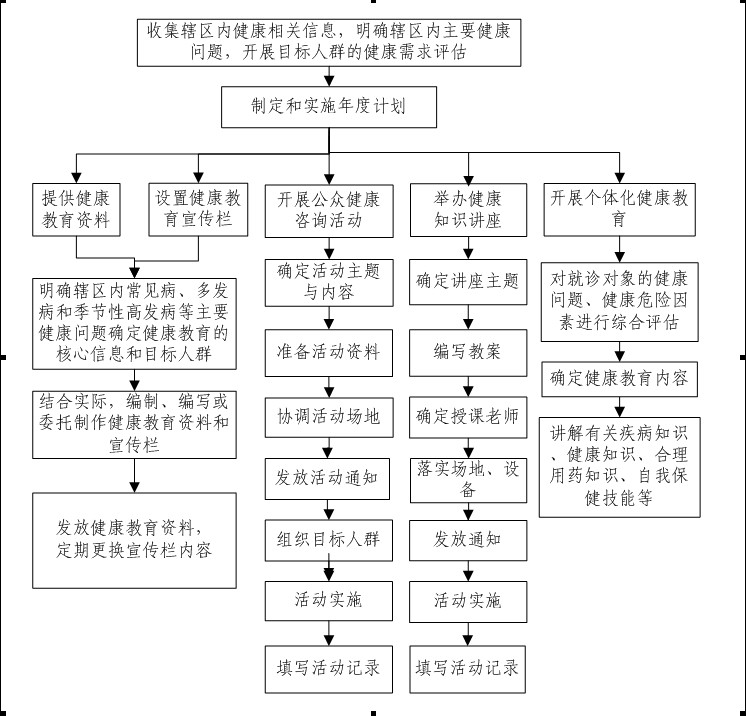 收集辖区内健康相关信息，明确辖区内主要健康
问题，开展目标人群的健康需求评估
制定和实施年度计划
提供健康
教育资料
设置健康教
育宣传栏
明确辖区内常见病、多发
病和季节性高发病等主要
健康问题确定健康教育的
核心信息和目标人群
结合实际，编制、编写或
委托制作健康教育资料和
宣传栏
发放健康教育资料，
定期更换宣传栏内容
开展公众健康
咨询活动
确定活动主题
与内容
准备活动资料
协调活动场地
发放活动通知
组织目标人群
活动实施
填写活动记录
举办健康
知识讲座
确定讲座主题
编写教案
确定授课老师
落实场地、设
备
发放通知
活动实施
填写活动记录
开展个体化健康教
育
对就诊对象的健康
问题、健康危险因
素进行综合评估
确定健康教育内容
讲解有关疾病知识
、健康知识、合理
用药知识、自我保
健技能等